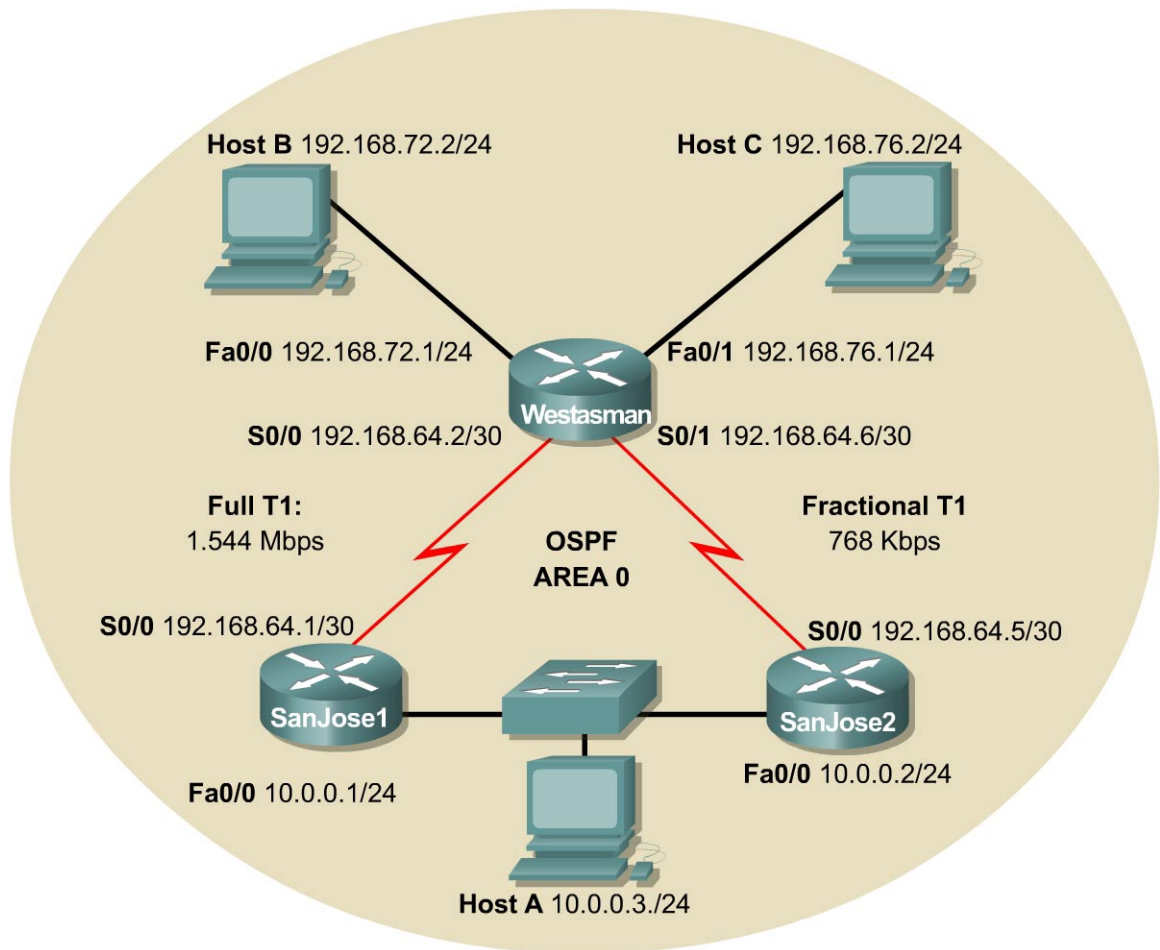 Host B 192.168.72.2/24
Host C 192.168.76.2/24
Fa0/0 192.168.72.1/24
Fa0/1 192.168.76.1/24
Westasman
S0/0 192.168.64.2/30
S0/1 192.168.64.6/30
Full T1:
1.544 Mbps
Fractional T1
768 Kbps
OSPF
AREA 0
S0/0 192.168.64.1/30
S0/0 192.168.64.5/30
SanJose1
SanJose2
Fa0/0 10.0.0.1/24
Fa0/0 10.0.0.2/24
Host A 10.0.0.3./24